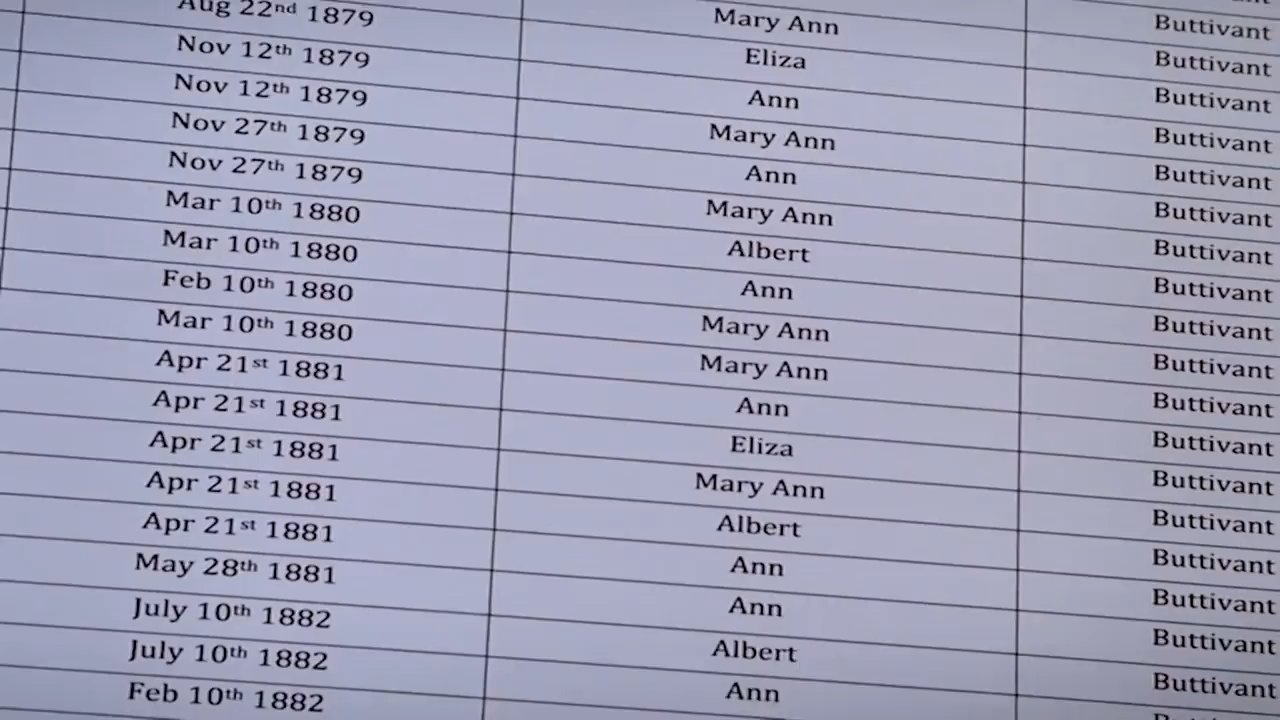 Buttivant
Mary Ann Buttivant
Aug 22nd 1879 Eliza Buttivant
Nov 12th 1879 Ann Buttivant
Nov 12th 1879 Mary Ann Buttivant
Nov 27th 1879 Ann Buttivant
Nov 27th 1879 Mary Ann Buttivant
Mar 10th 1880 Albert Buttivant
Mar 10th 1880 Ann Buttivant
Feb 10th 1880 Mary Ann Buttivant
Mar 10th 1880 Mary Ann Buttivant
Apr 21st 1881 Ann Buttivant
Apr 21st 1881 Eliza Buttivant
Apr 21st 1881 Mary Ann Buttivant
Apr 21st 1881 Albert Buttivant
Apr 21st 1881 Ann Buttivant
May 28th 1881 Ann Buttivant
July 10th 1882 Albert Buttivant
July 10th 1882 Ann
Feb 10th 1882